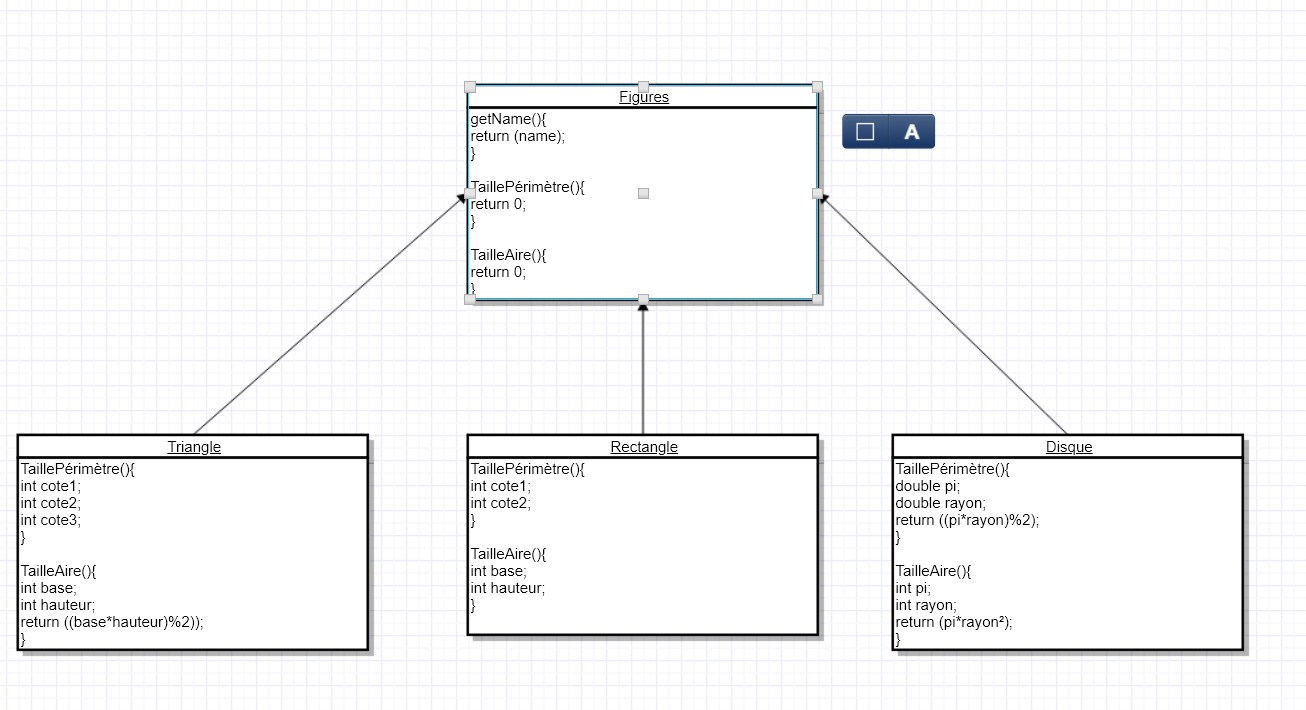 Figures
getName(){
return (name);
}
TaillePérimètre(){
return 0;
}
TailleAire(){
return 0;
}
A
Triangle
TaillePérimètre(){
int cote1;
int cote2;
int cote3;
}
TailleAire(){
int base;
int hauteur;
return ((base*hauteur)%2));
}
Rectangle
TaillePérimètre(){
int cote1;
int cote2;
}
TailleAire(){
int base;
int hauteur;
}
Disque
TaillePérimètre(){
double pi;
double rayon;
return ((pi*rayon)%2);
}
TailleAire(){
int pi;
int rayon;
return (pi*rayon²);
}